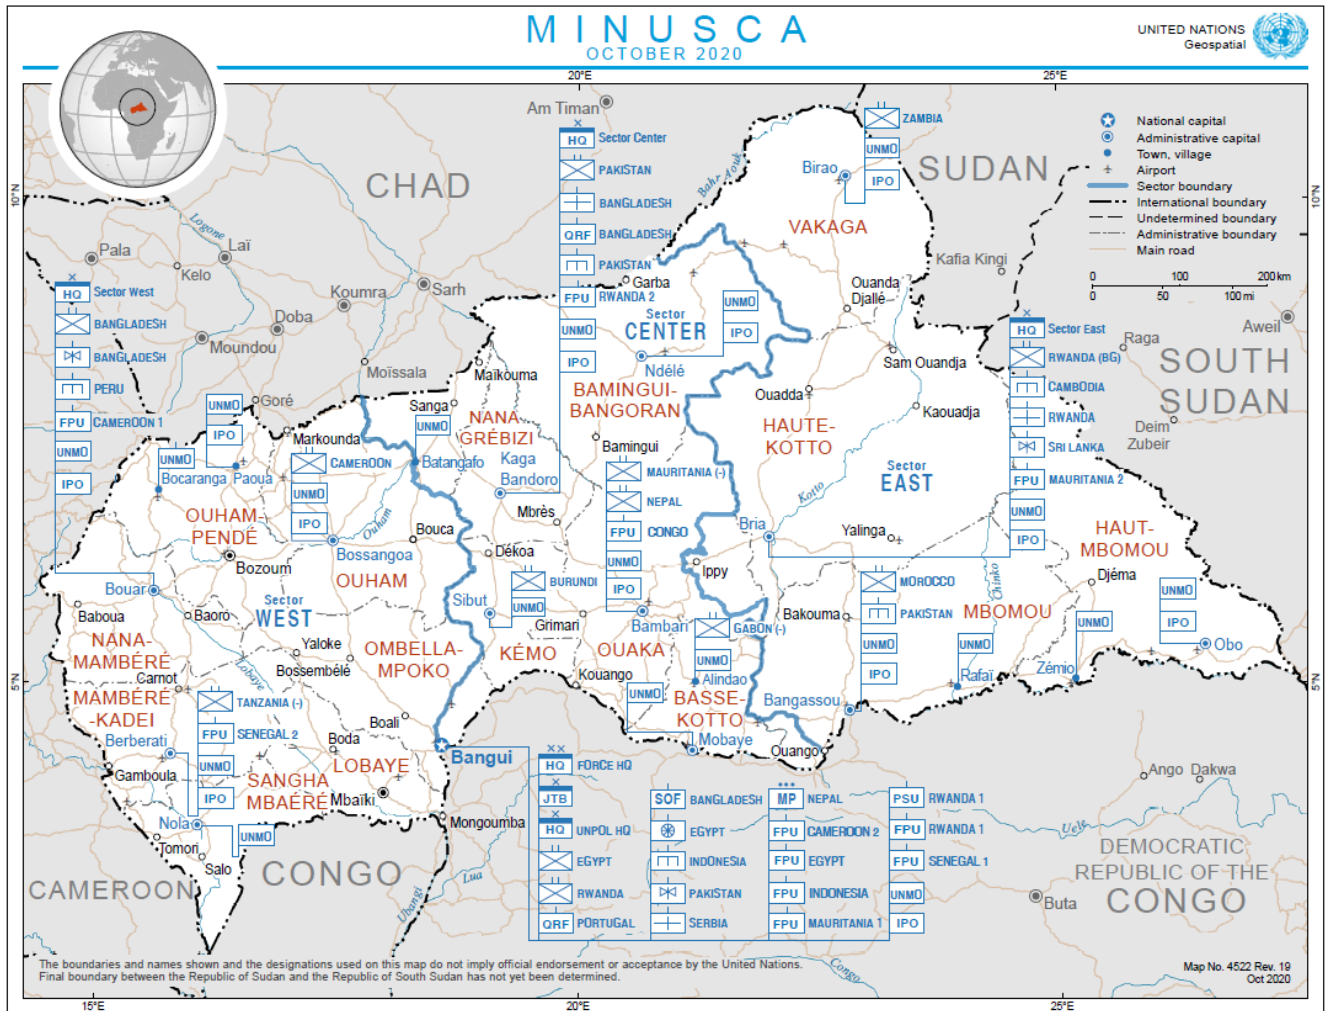 MINUSCA
OCTOBER 2020
UNITED NATIONS
Geospatial
20°E
25°E
10°N
10°N
5°N
5°N
15°E
20°E
25°E
National capital
Administrative capital
Town, village
Airport
Sector boundary
International boundary
Undetermined boundary
Administrative boundary
Main road
0 100 200 km
0 50 100 mi
CHAD
SUDAN
SOUTH
SUDAN
CAMEROON
CONGO
DEMOCRATIC
REPUBLIC OF THE
CONGO
Am Timan
Bahr Aouk
Logone
Pala
Laï
Kelo
Koumra
Sarh
Doba
Moundou
Moïssala
Goré
Kafia Kingi
Raga
Aweil
Deim
Zubeir
HQ Sector Center
PAKISTAN
BANGLADESH
QRF BANGLADESH
PAKISTAN
FPU RWANDA 2
UNMO
IPO
ZAMBIA
UNMO
IPO
Birao
VAKAGA
Garba
Ouanda
Djallé
Sector
CENTER
UNMO
IPO
Ndélé
BAMINGUI-
BANGORAN
Bamingui
Sam Ouandja
Ouadda
Kaouadja
HAUTE-
KOTTO
Sector
EAST
Kotto
Bria
Yalinga
HQ Sector East
RWANDA (BG)
CAMBODIA
RWANDA
SRI LANKA
FPU MAURITANIA 2
UNMO
IPO
HAUT-
MBOMOU
Djéma
Chinko
MBOMOU
Bakouma
MOROCCO
PAKISTAN
UNMO
IPO
UNMO
Rafaï
UNMO
Zémio
UNMO
IPO
Obo
Bangassou
Ouango
HQ Sector West
BANGLADESH
BANGLADESH
PERU
FPU CAMEROON 1
UNMO
IPO
UNMO
IPO
UNMO
Bocaranga
Paoua
Markounda
Maïkouma
Sanga
UNMO
Batangafo
NANA-
GRÉBIZI
Kaga
Bandoro
Mbrès
CAMEROON
UNMO
IPO
Ouham
Bossangoa
Bouca
OUHAM-
PENDÉ
Bozoum
OUHAM
Dékoa
Bouar
Baboua
Baoro
Sector
WEST
NANA-
MAMBÉRÉ
Yaloke
Bossembélé
OMBELLA-
MPOKO
Lobaye
Carnot
MAMBÉRÉ
-KADEI
Berberati
TANZANIA (-)
FPU SENEGAL 2
UNMO
IPO
Gamboula
Boali
Boda
LOBAYE
SANGHA
MBAÉRÉ
Mbaïki
Nola
UNMO
Tomori
Salo
Mongoumba
Bangui
BURUNDI
UNMO
Sibut
Grimari
KÉMO
MAURITANIA (-)
NEPAL
FPU CONGO
UNMO
IPO
Bambari
Ippy
OUAKA
Kouango
GABON (-)
UNMO
Alindao
UNMO
BASSE-
KOTTO
Mobaye
HQ FORCE HQ
JTB
HQ UNPOL HQ
EGYPT
RWANDA
QRF PORTUGAL
SOF BANGLADESH
EGYPT
INDONESIA
PAKISTAN
SERBIA
MP NEPAL
FPU CAMEROON 2
FPU EGYPT
FPU INDONESIA
FPU MAURITANIA 1
PSU RWANDA 1
FPU RWANDA 1
FPU SENEGAL 1
UNMO
IPO
Ango
Dakwa
Uele
Buta
Ubangi
Lua
Congo
The boundaries and names shown and the designations used on this map do not imply official endorsement or acceptance by the United Nations.
Final boundary between the Republic of Sudan and the Republic of South Sudan has not yet been determined.
Map No. 4522 Rev. 19
Oct 2020